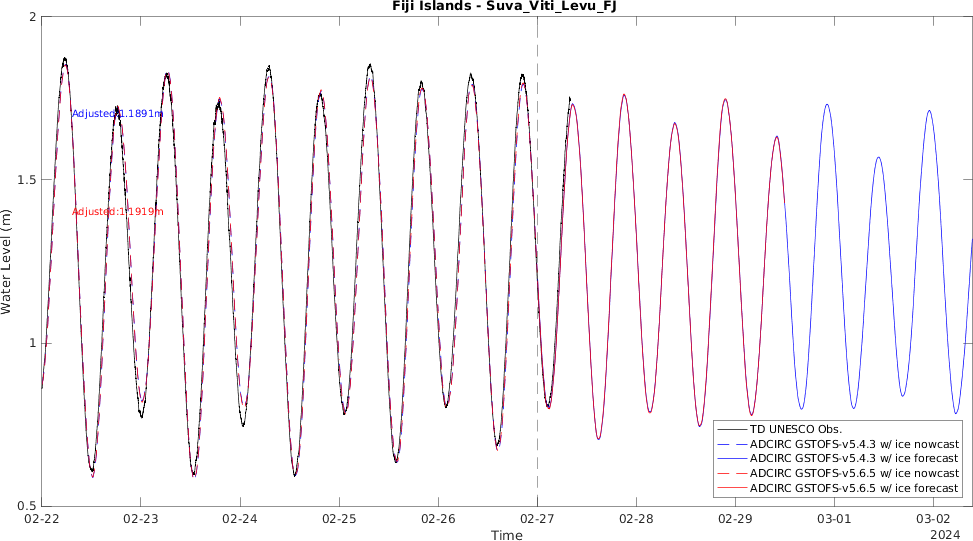 Fiji Islands - Suva_Viti_Levu_FJ
2
1.5
1
0.5
Water Level (m)
Adjusted:1.1891m
Adjusted:1.1919m
TD UNESCO Obs.
ADCIRC GSTOFS-v5.4.3 w/ ice nowcast
ADCIRC GSTOFS-v5.4.3 w/ ice forecast
ADCIRC GSTOFS-v5.6.5 w/ ice nowcast
ADCIRC GSTOFS-v5.6.5 w/ ice forecast
02-22 02-23 02-24 02-25 02-26 02-27 02-28 02-29 03-01 03-02
Time
2024